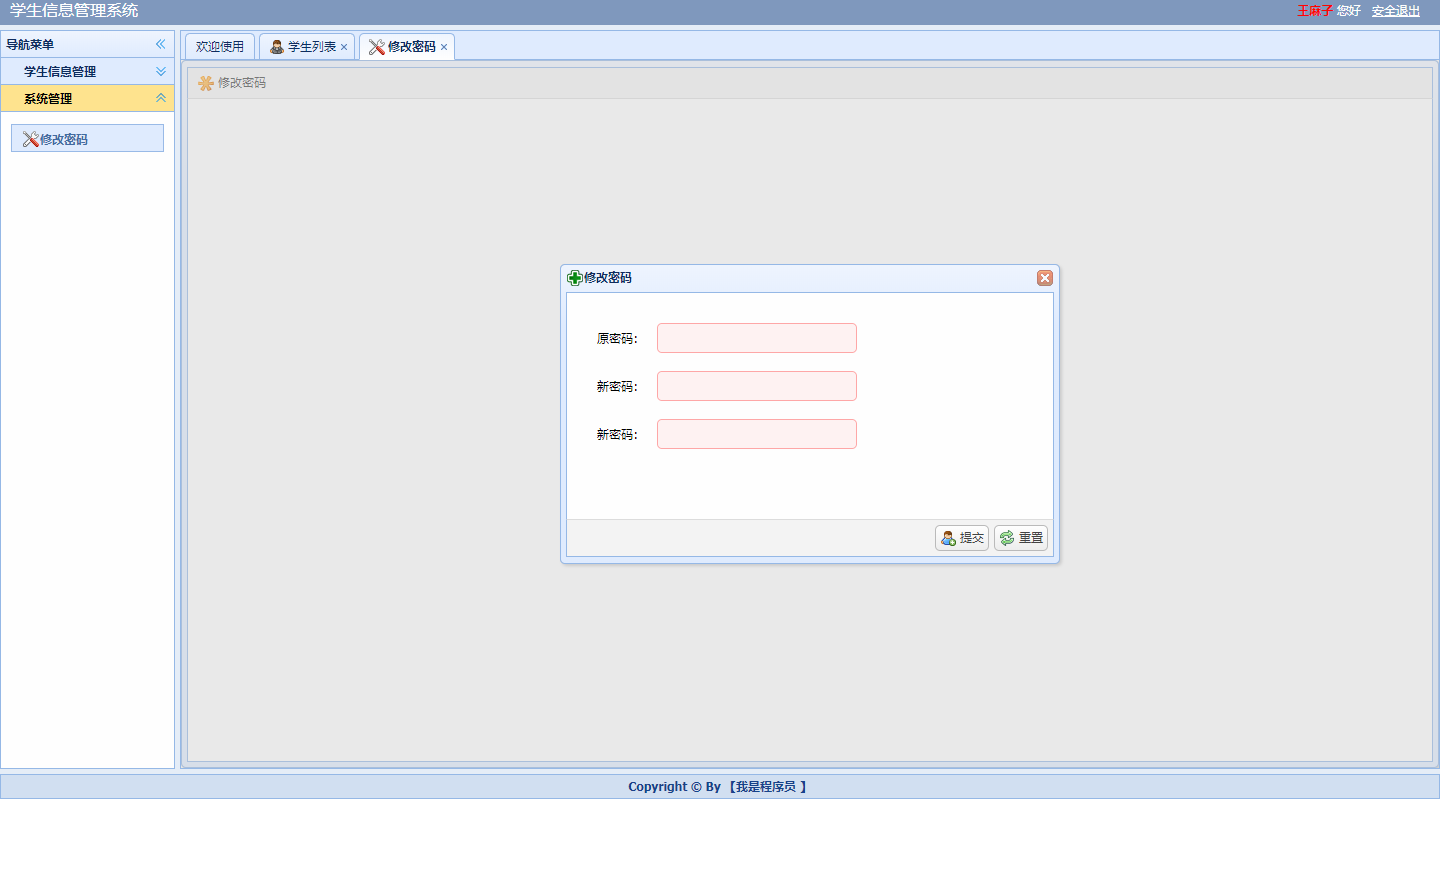 学生信息管理系统
王麻子 您好 安全退出
导航菜单
学生信息管理
系统管理
修改密码
欢迎使用
学生列表
修改密码
修改密码
修改密码
原密码:
新密码:
新密码:
提交
重置
Copyright © By 【我是程序员 】